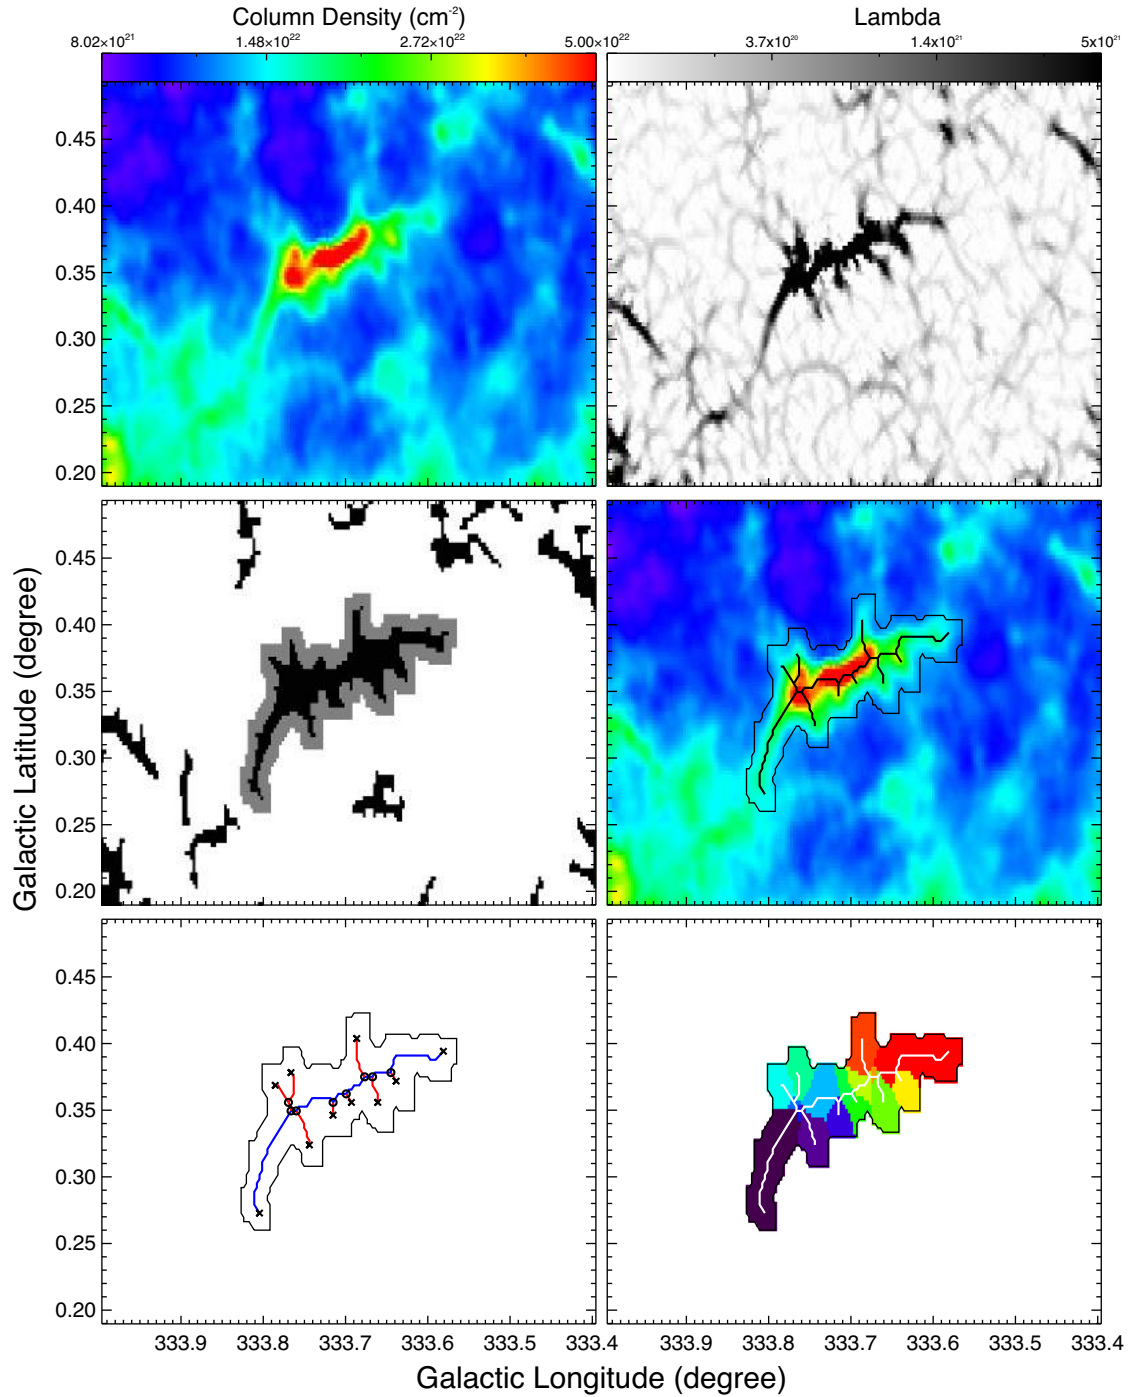 Column Density (cm⁻²)
Lambda
8.02×10²¹ 1.48×10²² 2.72×10²² 5.00×10²²
3.7×10²⁰ 1.4×10²¹ 5×10²¹
0.45
0.40
0.35
0.30
0.25
0.20
Galactic Latitude (degree)
0.45
0.40
0.35
0.30
0.25
0.20
0.45
0.40
0.35
0.30
0.25
0.20
333.9 333.8 333.7 333.6 333.5 333.4
333.9 333.8 333.7 333.6 333.5 333.4
Galactic Longitude (degree)